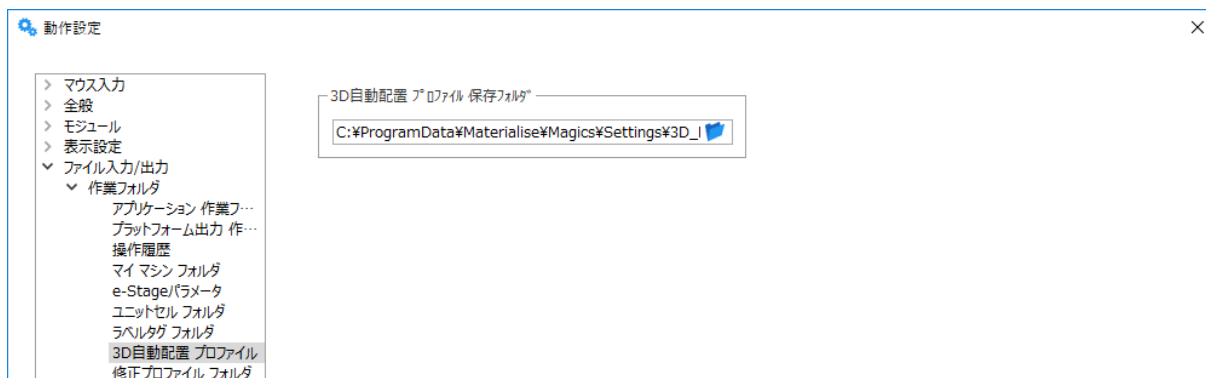 動作設定
マウス入力
全般
モジュール
表示設定
ファイル入力/出力
作業フォルダ
アプリケーション 作業フ…
プラットフォーム出力 作…
操作履歴
マイ マシン フォルダ
e-Stageパラメータ
ユニットセル フォルダ
ラベルタグ フォルダ
3D自動配置 プロファイル
修正プロファイル フォルダ
3D自動配置 プロファイル 保存フォルダ
C:¥ProgramData¥Materialise¥Magics¥Settings¥3D_